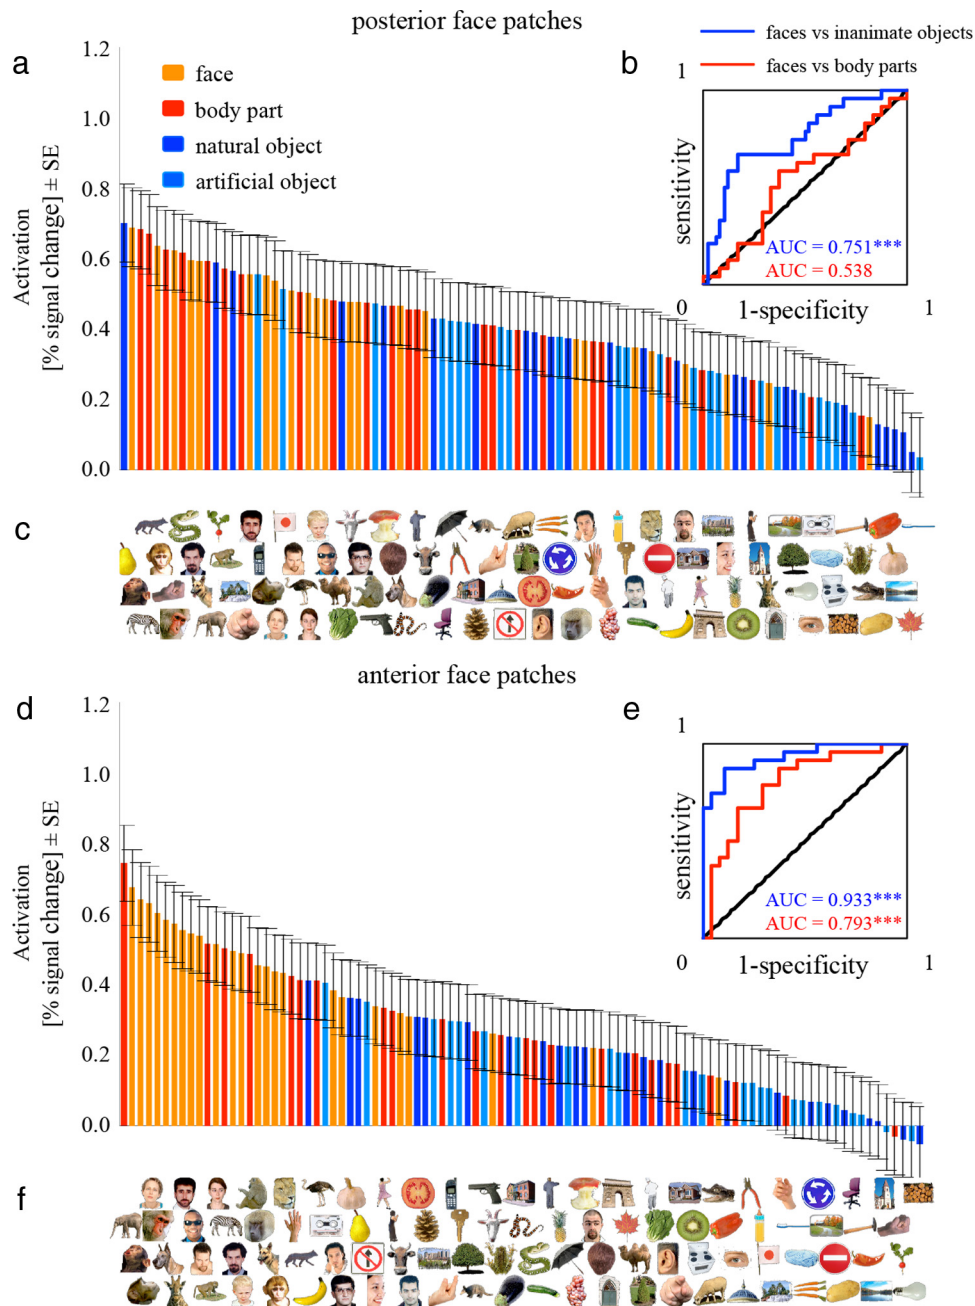 posterior face patches
faces vs inanimate objects
faces vs body parts
a
1.2
1.0
0.8
0.6
0.4
0.2
0.0
Activation
[% signal change] ± SE
face
body part
natural object
artificial object
b
1
sensitivity
AUC = 0.751***
AUC = 0.538
0
1-specificity
1
c
anterior face patches
d
1.2
1.0
0.8
0.6
0.4
0.2
0.0
Activation
[% signal change] ± SE
e
1
sensitivity
AUC = 0.933***
AUC = 0.793***
0
1-specificity
1
f